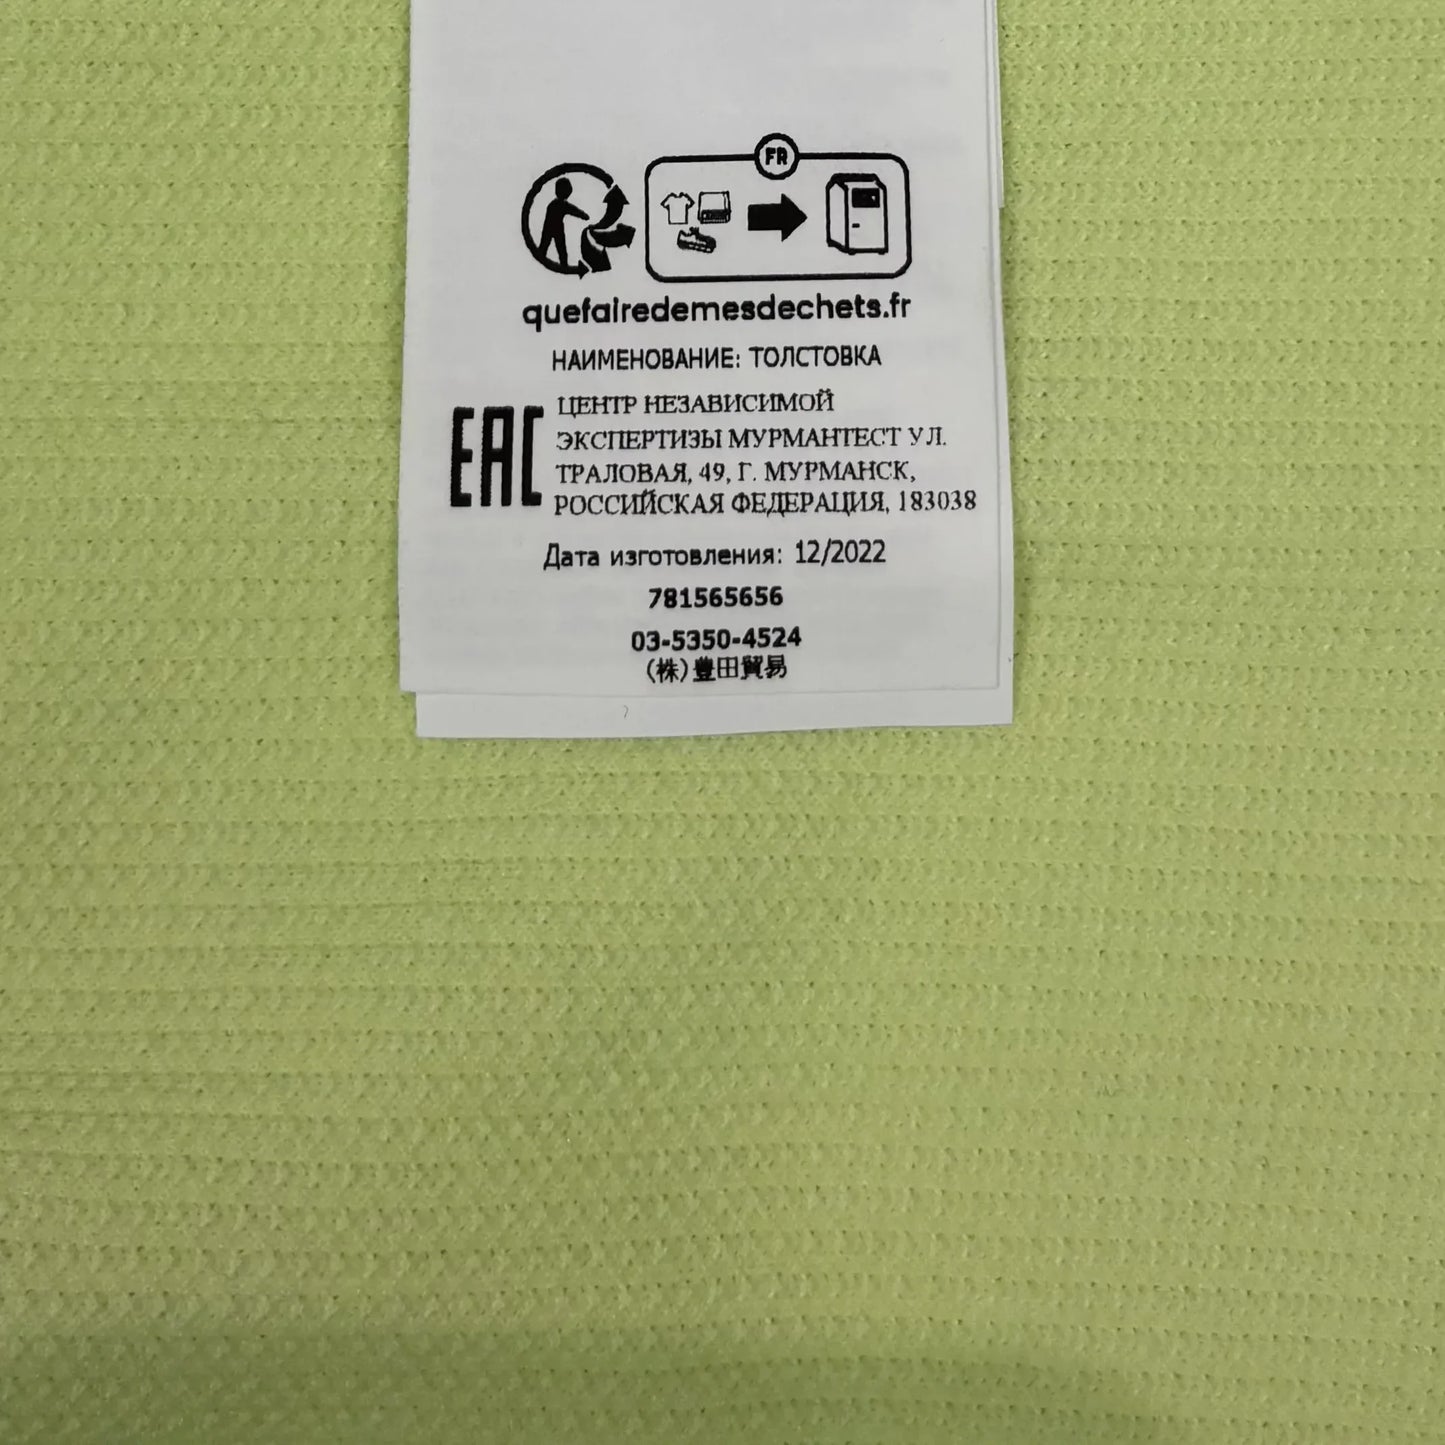 FR
quefairedemesdechets.fr
НАИМЕНОВАНИЕ: ТОЛСТОВКА
ЕАС
ЦЕНТР НЕЗАВИСИМОЙ
ЭКСПЕРТИЗЫ МУРМАНТЕСТ УЛ.
ТРАЛОВАЯ, 49, Г. МУРМАНСК,
РОССИЙСКАЯ ФЕДЕРАЦИЯ, 183038
Дата изготовления: 12/2022
781565656
03-5350-4524
(株)豊田貿易